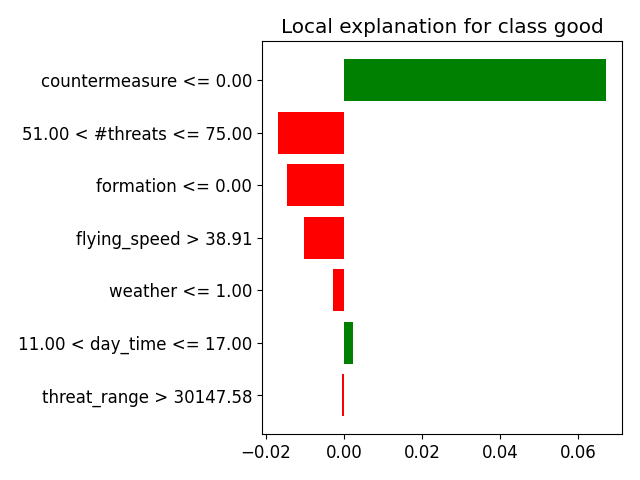 Local explanation for class good
countermeasure <= 0.00
51.00 < #threats <= 75.00
formation <= 0.00
flying_speed > 38.91
weather <= 1.00
11.00 < day_time <= 17.00
threat_range > 30147.58
−0.02 0.00 0.02 0.04 0.06